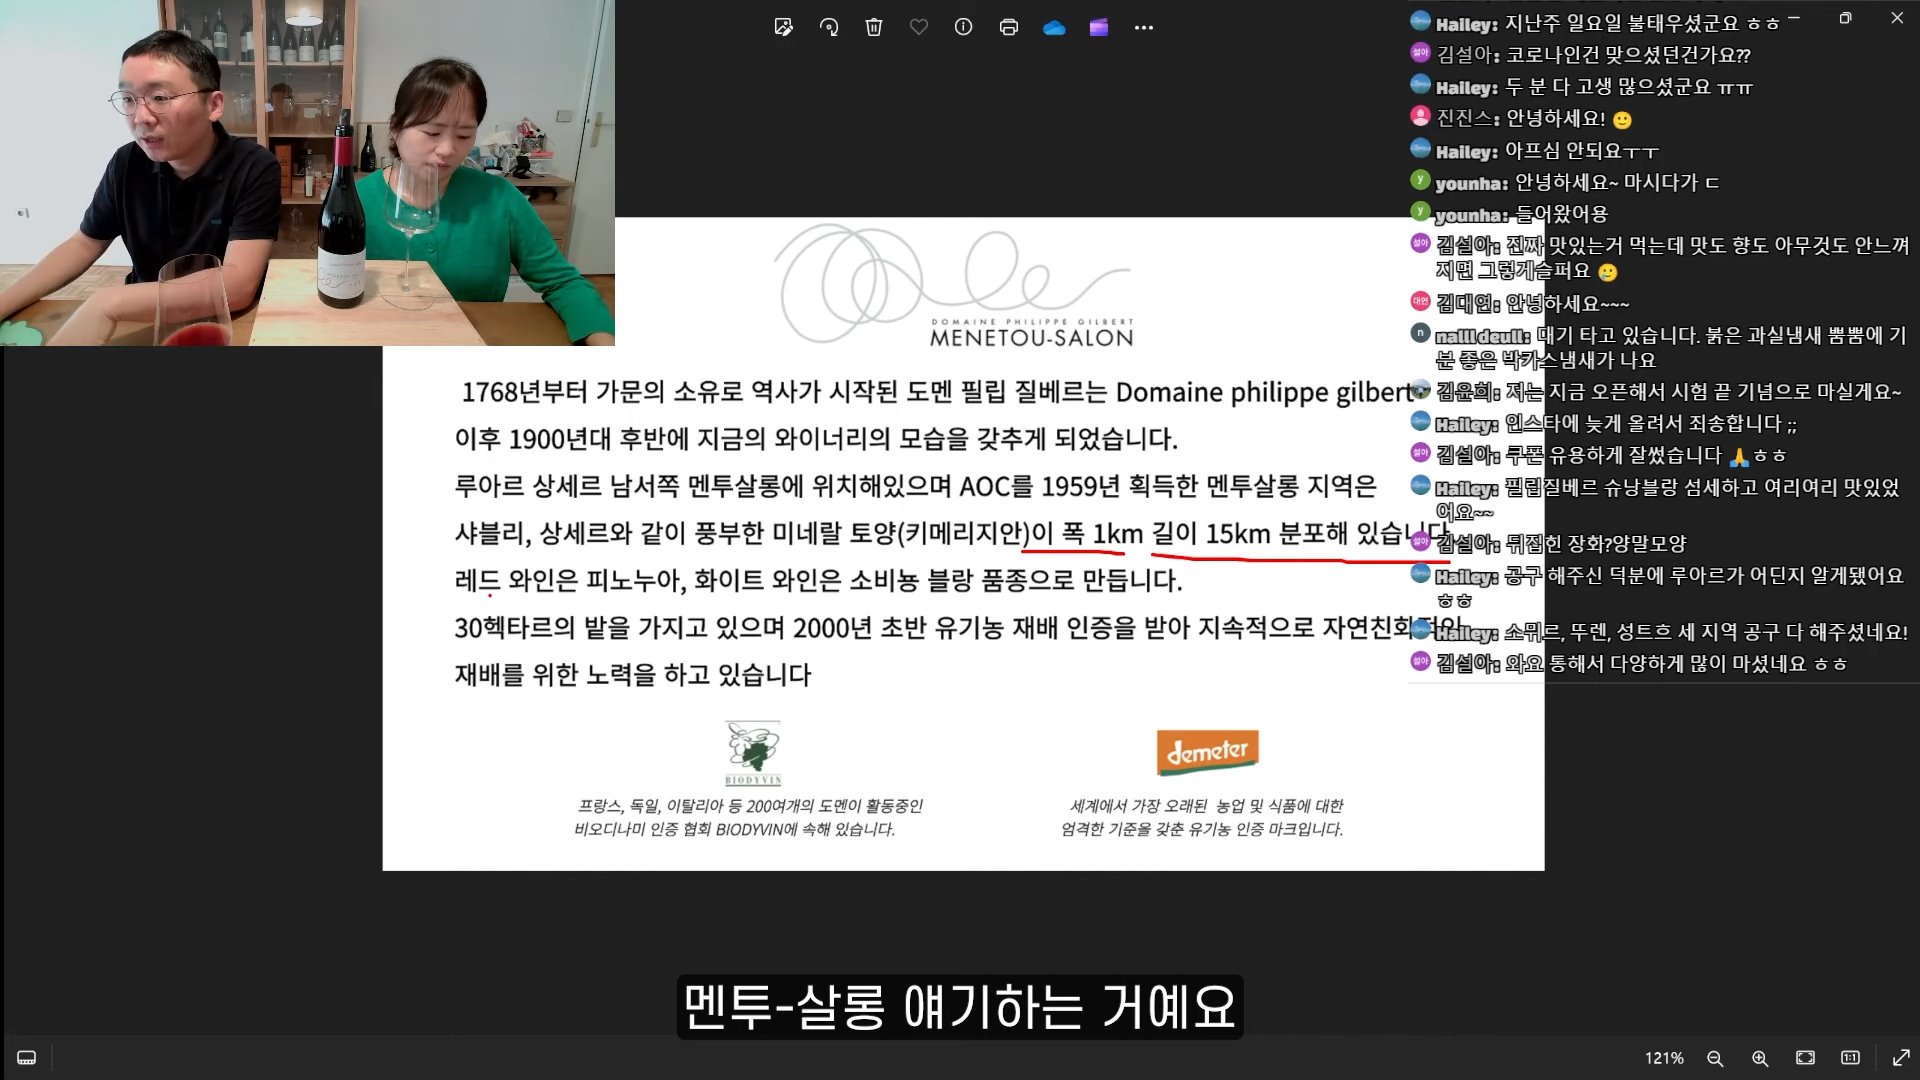 DOMAINE PHILIPPE GILBERT
MENETOU-SALON
1768년부터 가문의 소유로 역사가 시작된 도멘 필립 질베르는 Domaine philippe gilbert
이후 1900년대 후반에 지금의 와이너리의 모습을 갖추게 되었습니다.
루아르 상세르 남서쪽 멘투살롱에 위치해있으며 AOC를 1959년 획득한 멘투살롱 지역은
샤블리, 상세르와 같이 풍부한 미네랄 토양(키메리지안)이 폭 1km 길이 15km 분포해 있습니다.
레드 와인은 피노누아, 화이트 와인은 소비뇽 블랑 품종으로 만듭니다.
30헥타르의 밭을 가지고 있으며 2000년 초반 유기농 재배 인증을 받아 지속적으로 자연친화적인
재배를 위한 노력을 하고 있습니다
BIODYVIN
프랑스, 독일, 이탈리아 등 200여개의 도멘이 활동중인
비오디나미 인증 협회 BIODYVIN에 속해 있습니다.
demeter
세계에서 가장 오래된 농업 및 식품에 대한
엄격한 기준을 갖춘 유기농 인증 마크입니다.
Hailey: 지난주 일요일 불태우셨군요 ㅎㅎ
설아 김설아: 코로나인건 맞으셨던건가요??
Hailey: 두 분 다 고생 많으셨군요 ㅠㅠ
진진스: 안녕하세요! 🙂
Hailey: 아프심 안되요ㅜㅜ
y younha: 안녕하세요~ 마시다가 ㄷ
y younha: 들어왔어용
설아 김설아: 진짜 맛있는거 먹는데 맛도 향도 아무것도 안느껴
지면 그렇게슬퍼요 🥲
대연 김대연: 안녕하세요~~~
n nalll deull: 대기 타고 있습니다. 붉은 과실냄새 뿜뿜에 기
분 좋은 박카스냄새가 나요
김윤희: 저는 지금 오픈해서 시험 끝 기념으로 마실게요~
Hailey: 인스타에 늦게 올려서 죄송합니다 ;;
설아 김설아: 쿠폰 유용하게 잘썼습니다 🙏ㅎㅎ
Hailey: 필립질베르 슈낭블랑 섬세하고 여리여리 맛있었
어요~~
설아 김설아: 뒤집힌 장화?양말모양
Hailey: 공구 해주신 덕분에 루아르가 어딘지 알게됐어요
ㅎㅎ
Hailey: 소뮈르, 뚜렌, 성트흐 세 지역 공구 다 해주셨네요!
설아 김설아: 와요 통해서 다양하게 많이 마셨네요 ㅎㅎ
멘투-살롱 얘기하는 거예요
121%
1:1